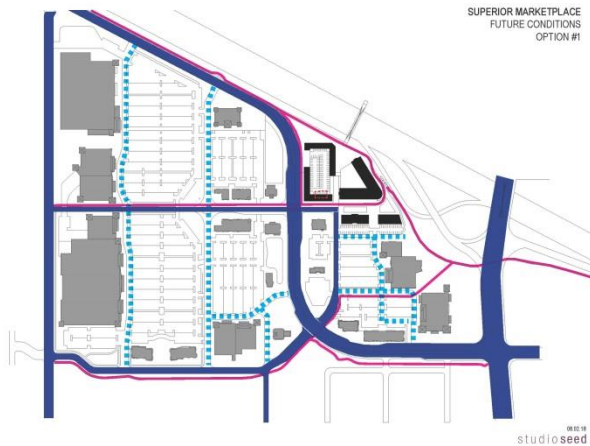 SUPERIOR MARKETPLACE
FUTURE CONDITIONS
OPTION #1
studioseed